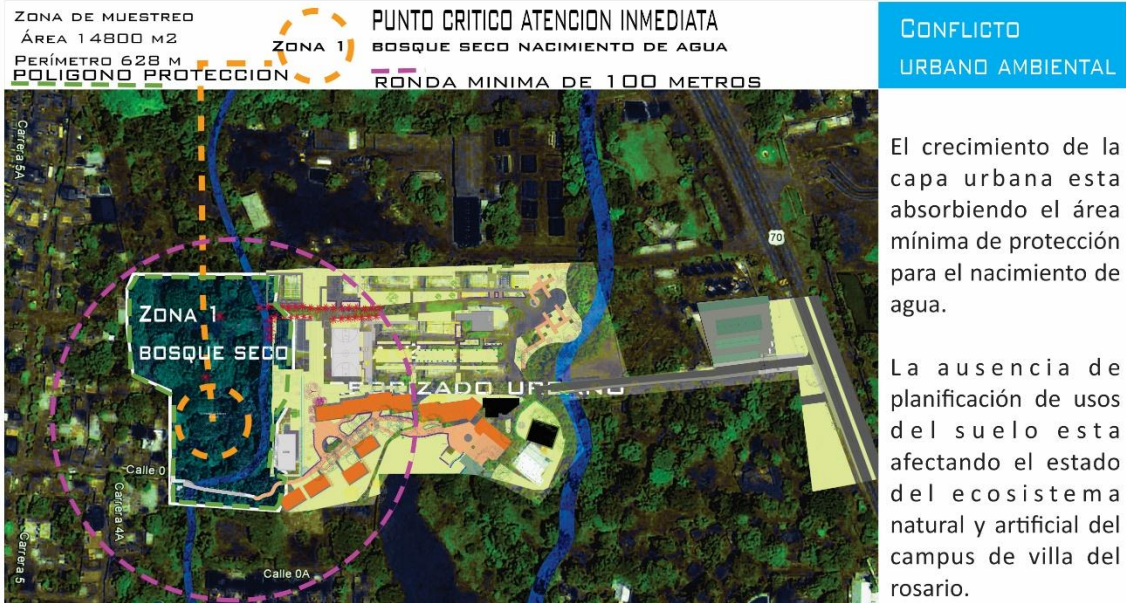 ZONA DE MUESTREO
ÁREA 14800 M2
PERÍMETRO 628 M
POLIGONO PROTECCION
ZONA 1
PUNTO CRITICO ATENCION INMEDIATA
BOSQUE SECO NACIMIENTO DE AGUA
RONDA MINIMA DE 100 METROS
CONFLICTO
URBANO AMBIENTAL
El crecimiento de la
capa urbana esta
absorbiendo el área
mínima de protección
para el nacimiento de
agua.
La ausencia de
planificación de usos
del suelo esta
afectando el estado
del ecosistema
natural y artificial del
campus de villa del
rosario.
Carrera 5A
70
ZONA 1
BOSQUE SECO
URBANO
Calle 0
Carrera 4A
Carrera 5
Calle 0A